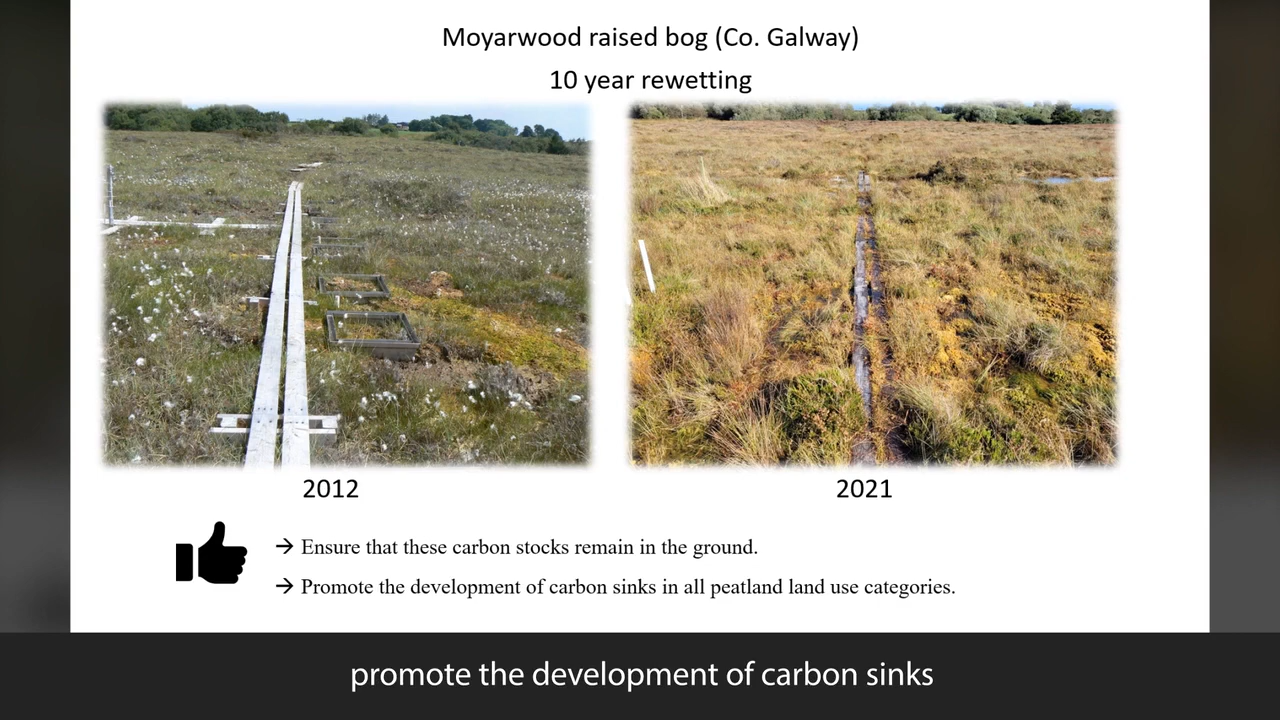 Moyarwood raised bog (Co. Galway)
10 year rewetting
2012
2021
→ Ensure that these carbon stocks remain in the ground.
→ Promote the development of carbon sinks in all peatland land use categories.
promote the development of carbon sinks